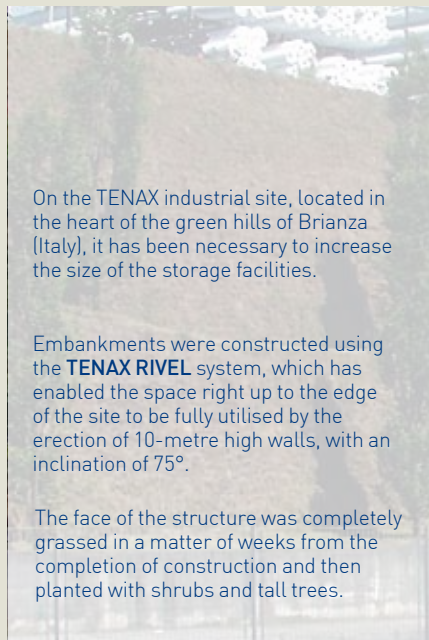 On the TENAX industrial site, located in
the heart of the green hills of Brianza
(Italy), it has been necessary to increase
the size of the storage facilities.
Embankments were constructed using
the TENAX RIVEL system, which has
enabled the space right up to the edge
of the site to be fully utilised by the
erection of 10-metre high walls, with an
inclination of 75°.
The face of the structure was completely
grassed in a matter of weeks from the
completion of construction and then
planted with shrubs and tall trees.